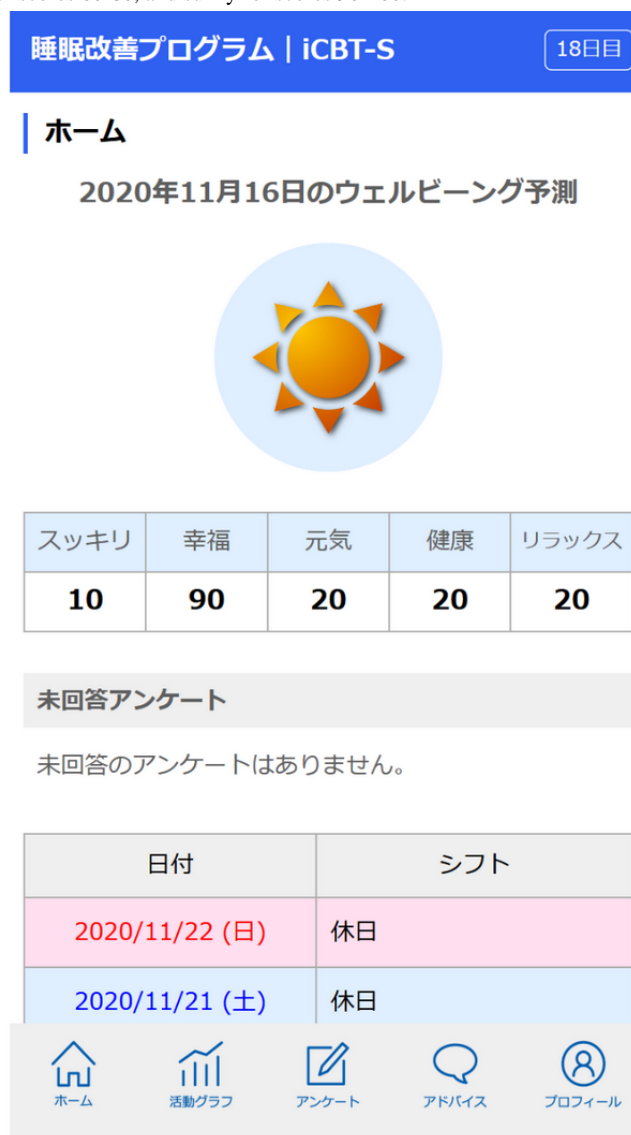 睡眠改善プログラム｜iCBT-S 18日目
ホーム
2020年11月16日のウェルビーング予測
スッキリ 幸福 元気 健康 リラックス
10 90 20 20 20
未回答アンケート
未回答のアンケートはありません。
日付 シフト
2020/11/22 (日) 休日
2020/11/21 (土) 休日
ホーム 活動グラフ アンケート アドバイス プロフィール